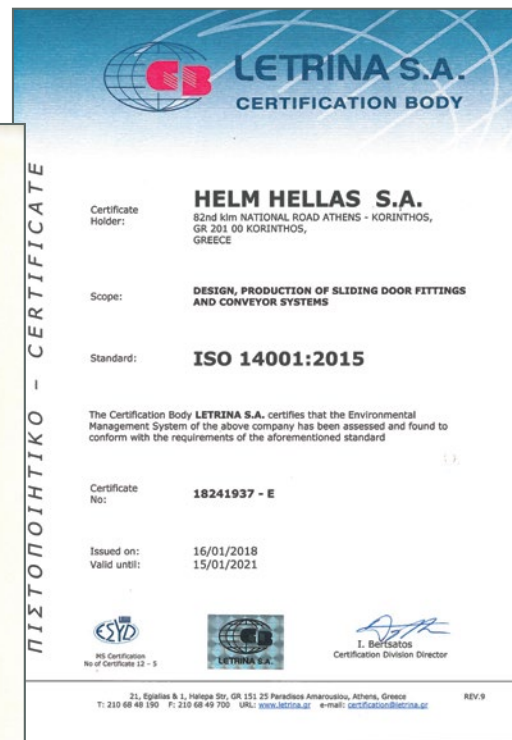 CB
LETRINA S.A.
CERTIFICATION BODY
ΠΙΣΤΟΠΟΙΗΤΙΚΟ – CERTIFICATE
Certificate
Holder:
HELM HELLAS S.A.
82nd klm NATIONAL ROAD ATHENS - KORINTHOS,
GR 201 00 KORINTHOS,
GREECE
Scope:
DESIGN, PRODUCTION OF SLIDING DOOR FITTINGS
AND CONVEYOR SYSTEMS
Standard:
ISO 14001:2015
The Certification Body LETRINA S.A. certifies that the Environmental
Management System of the above company has been assessed and found to
conform with the requirements of the aforementioned standard
Certificate
No:
18241937 - E
Issued on: 16/01/2018
Valid until: 15/01/2021
ESYD
MS Certification
No of Certificate 12 - 5
CB
LETRINA S.A.
I. Bertsatos
Certification Division Director
21, Egialias & 1, Halepa Str, GR 151 25 Paradisos Amarousiou, Athens, Greece
REV.9
T: 210 68 48 190 F: 210 68 49 700 URL: www.letrina.gr e-mail: certification@letrina.gr